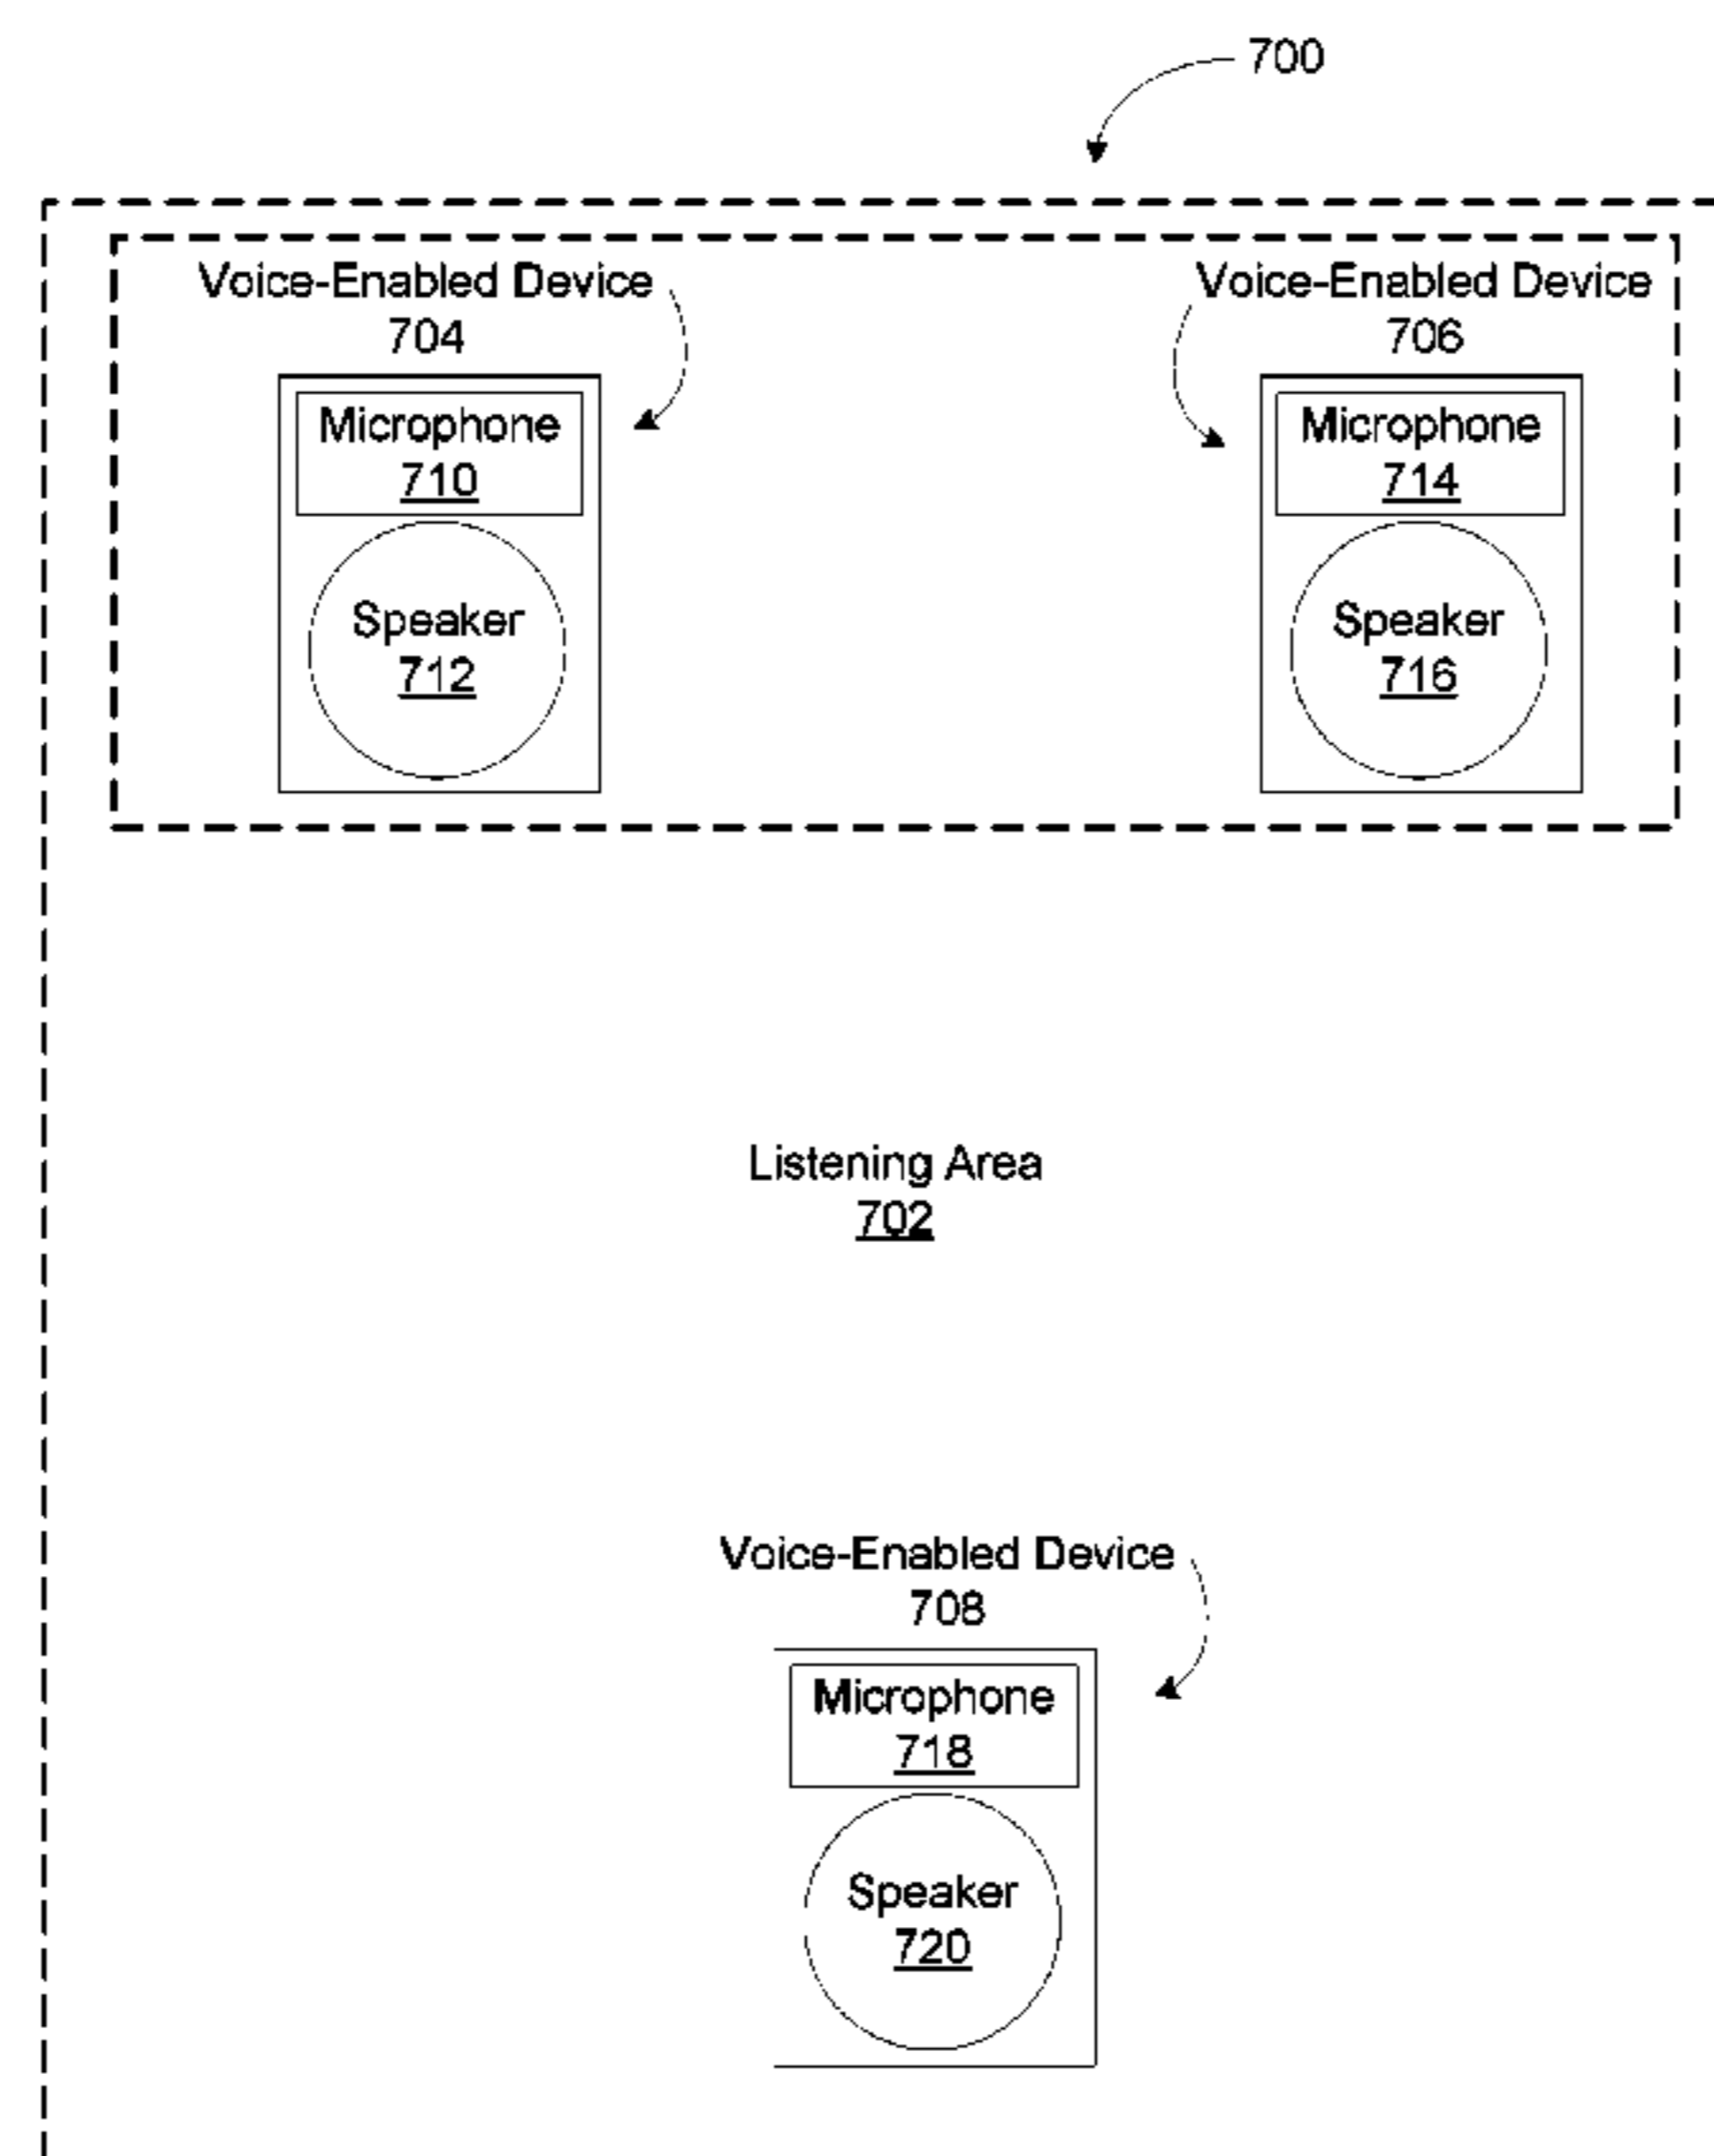 700
Voice-Enabled Device
704
Voice-Enabled Device
706
Microphone
710
Microphone
714
Speaker
712
Speaker
716
Listening Area
702
Voice-Enabled Device
708
Microphone
718
Speaker
720